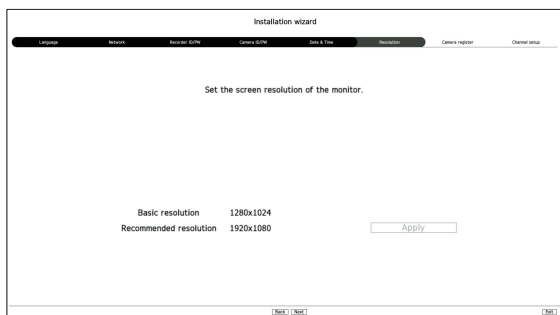 Installation wizard
Language Network Recorder ID/PW Camera ID/PW Date & Time Resolution Camera register Channel setup
Set the screen resolution of the monitor.
Basic resolution 1280x1024
Recommended resolution 1920x1080 Apply
Back Next Exit